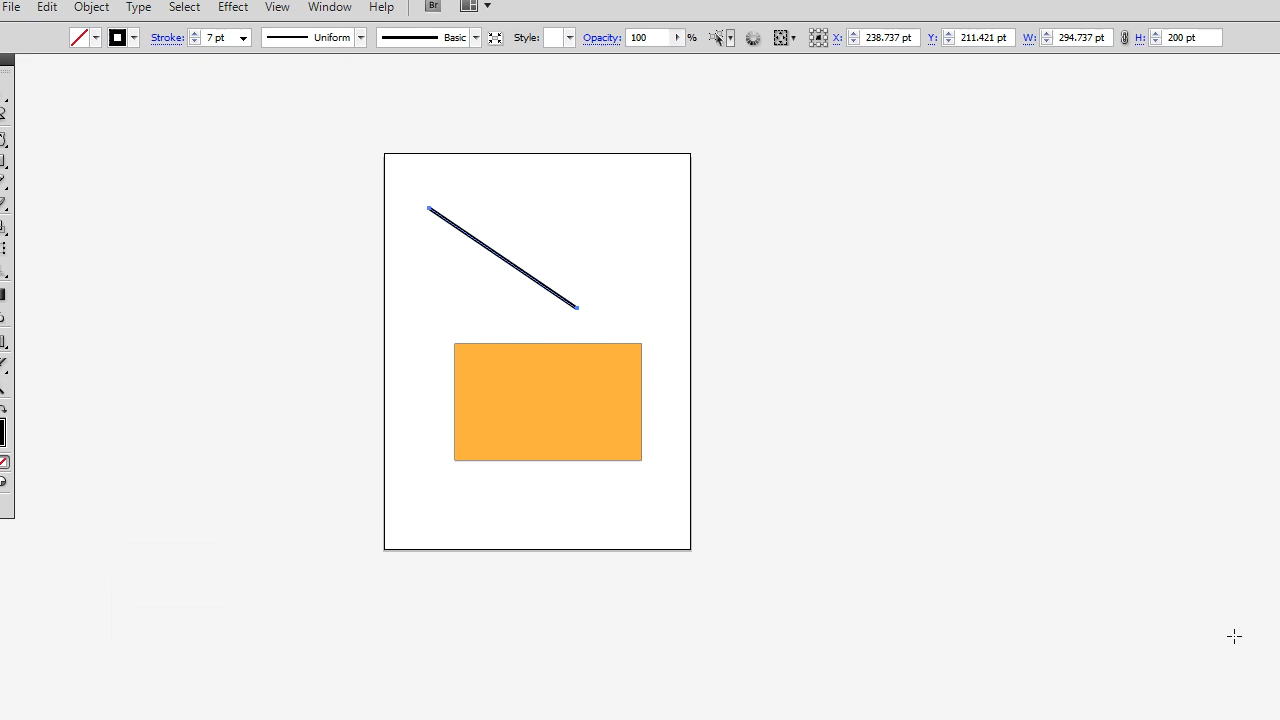 File Edit Object Type Select Effect View Window Help Br
Stroke: 7 pt Uniform Basic Style: Opacity: 100 % X: 238.737 pt Y: 211.421 pt W: 294.737 pt H: 200 pt